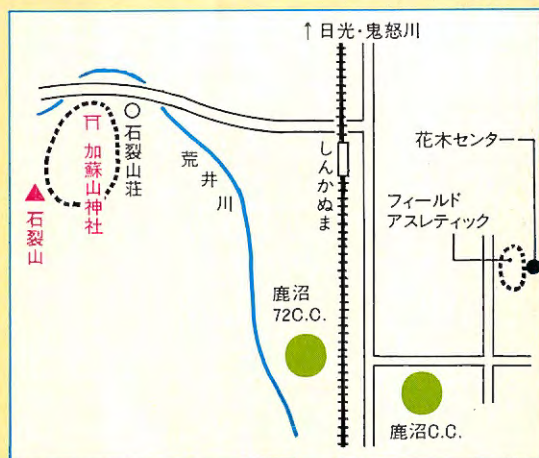 ↑日光・鬼怒川
石裂山荘
加蘇山神社
石裂山
荒井川
しんかぬま
花木センター
フィールド
アスレティック
鹿沼
72C.C.
鹿沼C.C.